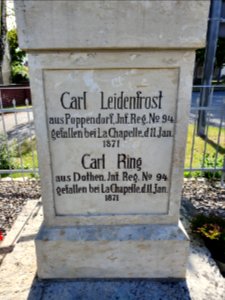 Carl Leidenfrost
aus Poppendorf, Inf. Reg. No 94
gefallen bei La Chapelle, d. 11. Jan.
1871
Carl Ring
aus Dothen, Inf. Reg. No 94
gefallen bei La Chapelle, d. 11. Jan.
1871